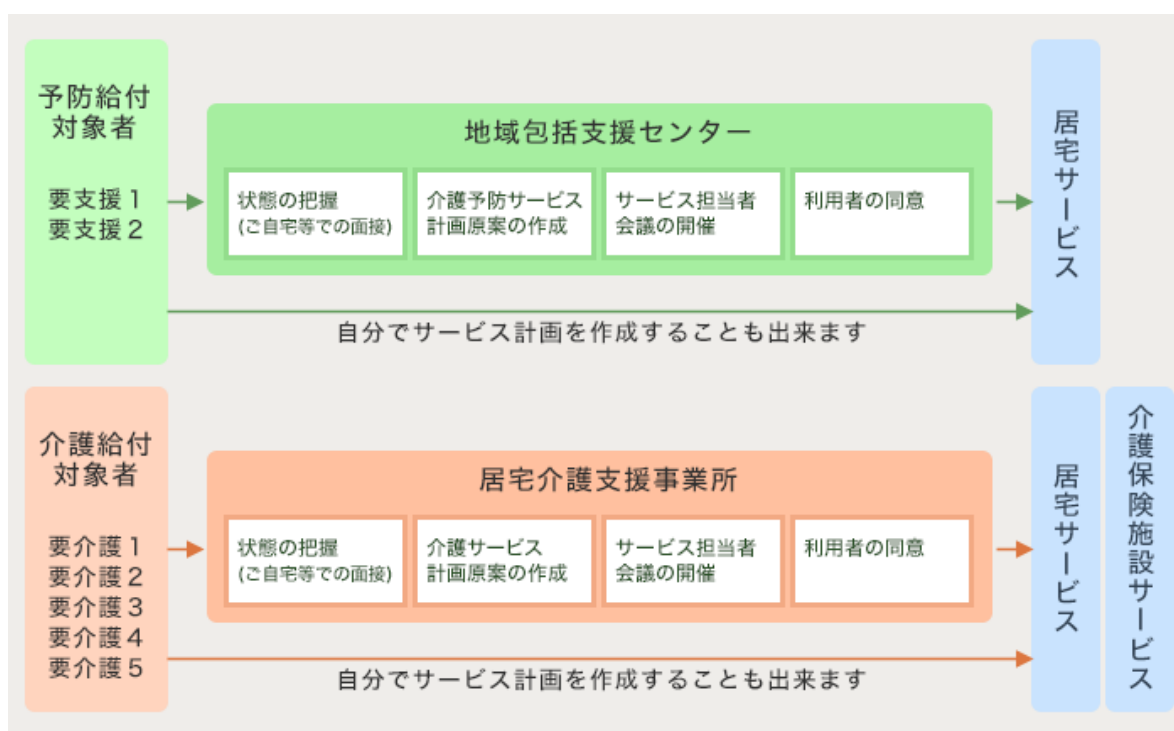 予防給付
対象者
要支援1
要支援2
地域包括支援センター
状態の把握
(ご自宅等での面接)
介護予防サービス
計画原案の作成
サービス担当者
会議の開催
利用者の同意
自分でサービス計画を作成することも出来ます
居宅サービス
介護給付
対象者
要介護1
要介護2
要介護3
要介護4
要介護5
居宅介護支援事業所
状態の把握
(ご自宅等での面接)
介護サービス
計画原案の作成
サービス担当者
会議の開催
利用者の同意
自分でサービス計画を作成することも出来ます
居宅サービス
介護保険施設サービス